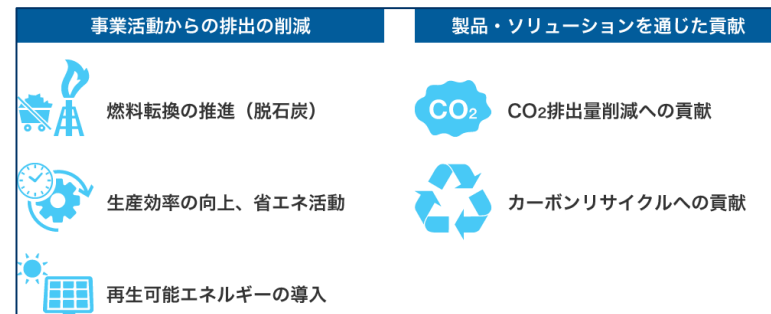 事業活動からの排出の削減
燃料転換の推進（脱石炭）
生産効率の向上、省エネ活動
再生可能エネルギーの導入
製品・ソリューションを通じた貢献
CO2
CO2排出量削減への貢献
カーボンリサイクルへの貢献